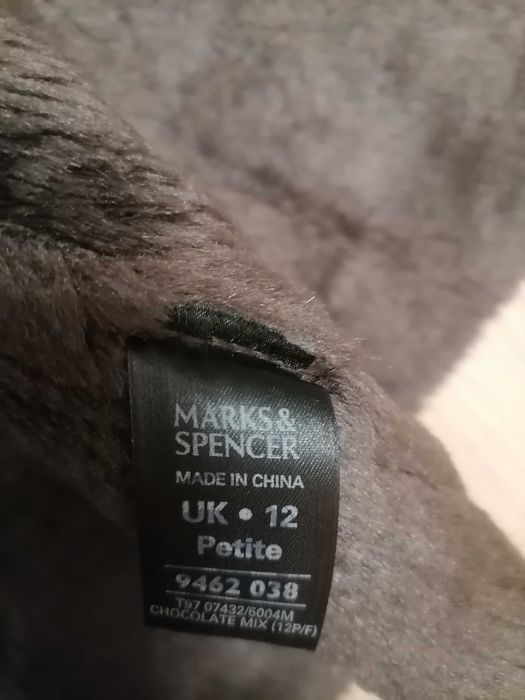 MARKS&
SPENCER
MADE IN CHINA
UK • 12
Petite
9462 038
T97 07432/6004M
CHOCOLATE MIX (12P/F)